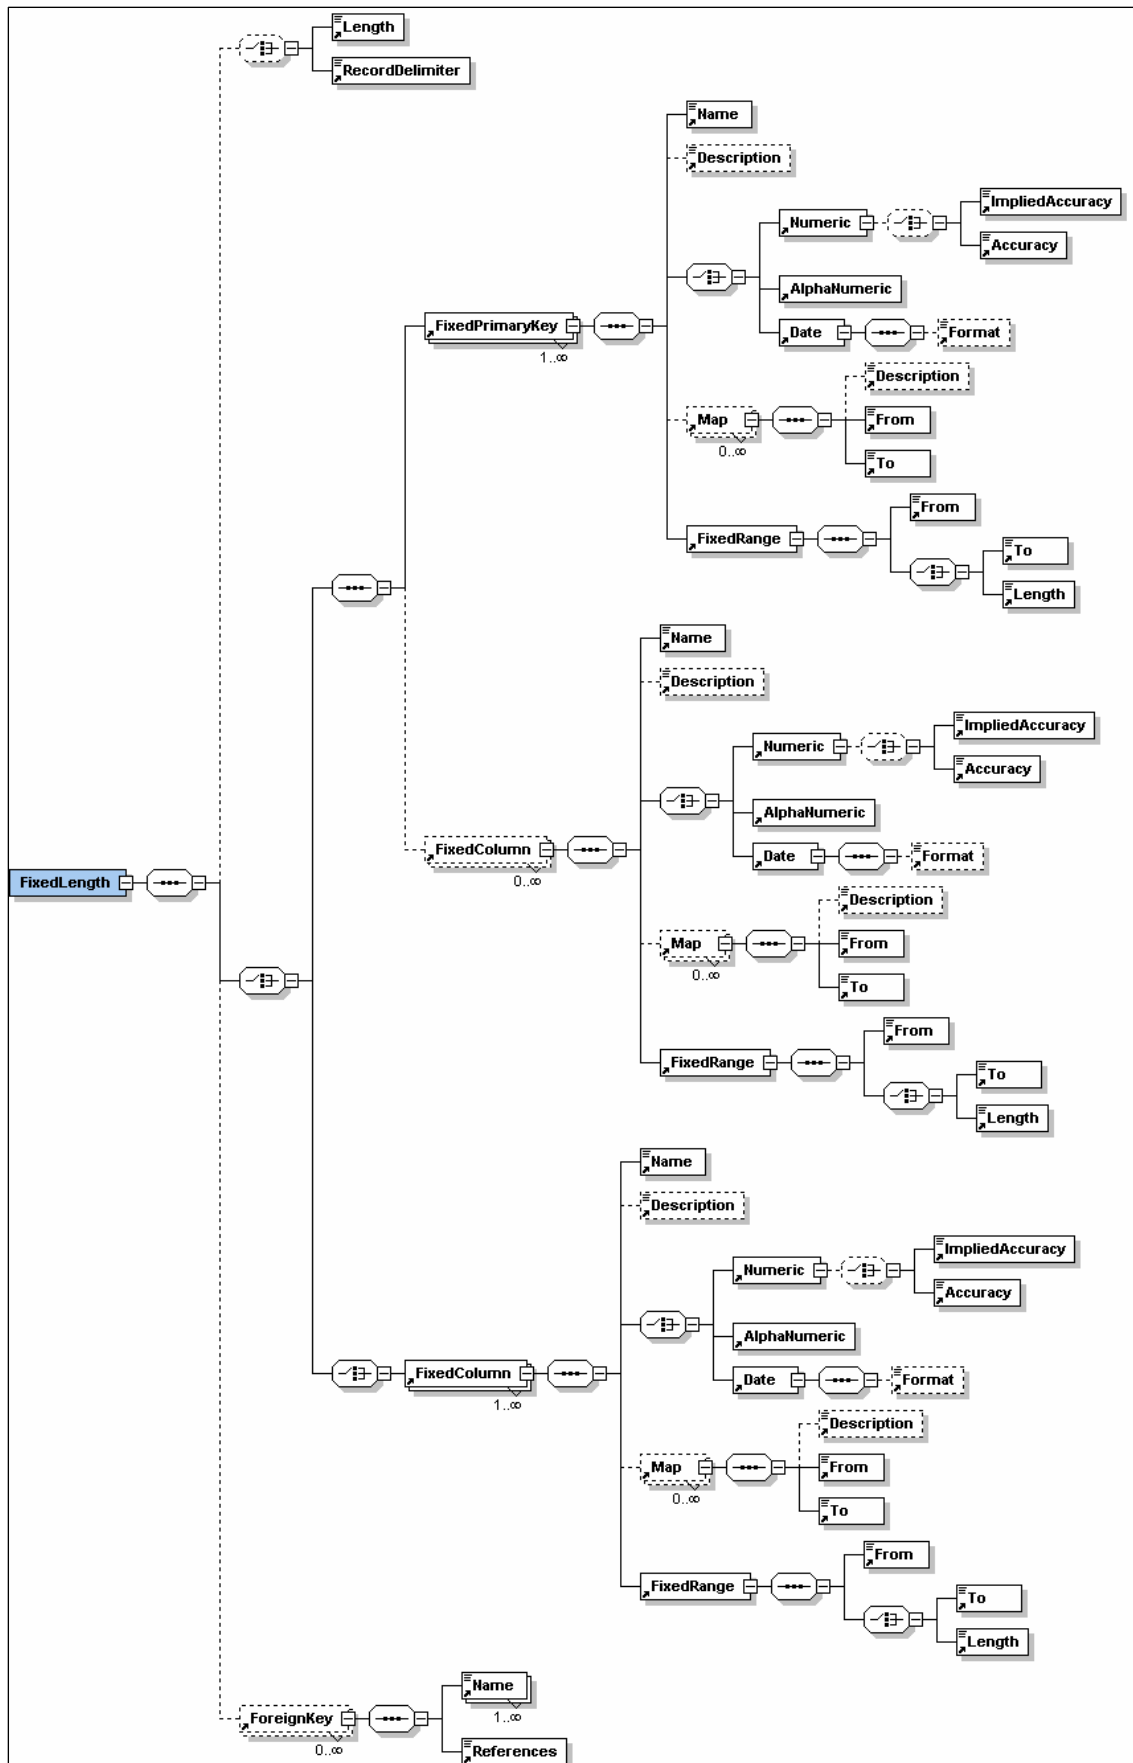 Length
RecordDelimiter
Name
Description
ImpliedAccuracy
Numeric
Accuracy
AlphaNumeric
FixedPrimaryKey
Date
Format
1..∞
Description
Map
From
0..∞
To
From
FixedRange
To
Length
Name
Description
ImpliedAccuracy
Numeric
Accuracy
AlphaNumeric
FixedColumn
Date
Format
0..∞
FixedLength
Description
Map
From
0..∞
To
From
FixedRange
To
Length
Name
Description
ImpliedAccuracy
Numeric
Accuracy
AlphaNumeric
FixedColumn
Date
Format
1..∞
Description
Map
From
0..∞
To
From
FixedRange
To
Length
Name
1..∞
ForeignKey
0..∞
References